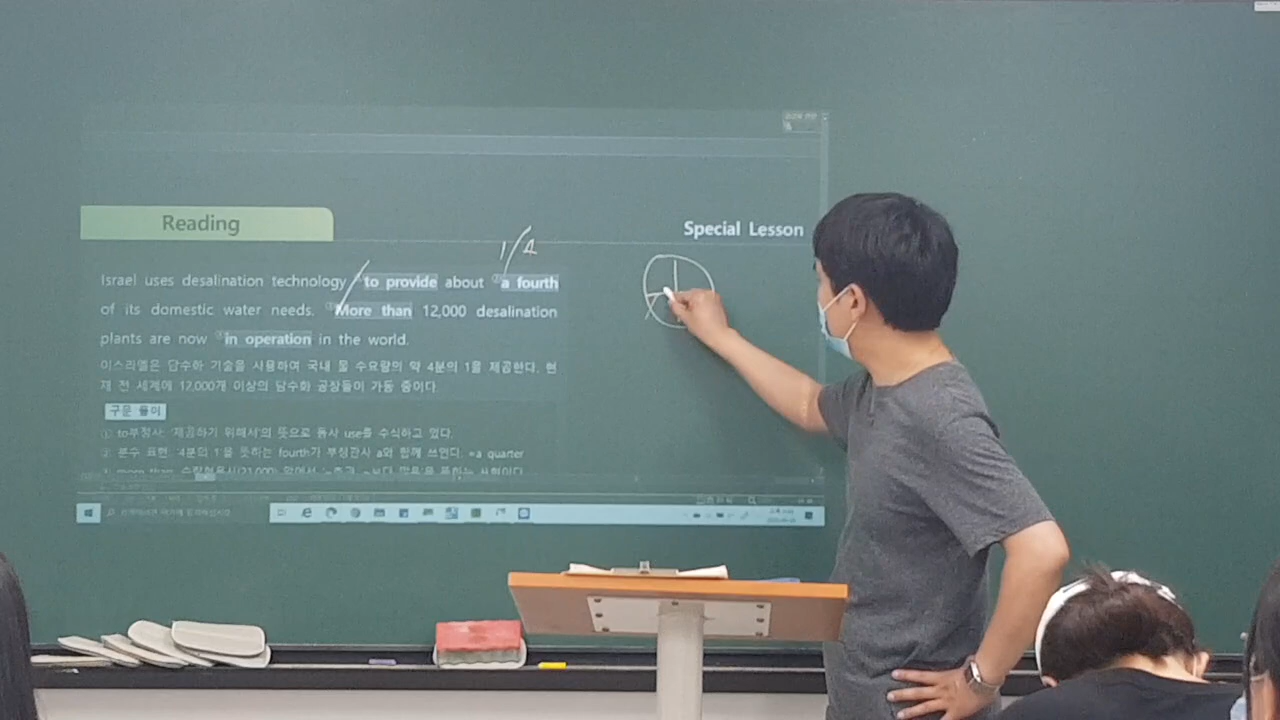 Reading
Special Lesson
1/4
Israel uses desalination technology ①to provide about ②a fourth
of its domestic water needs. ③More than 12,000 desalination
plants are now in operation in the world.
이스라엘은 담수화 기술을 사용하여 국내 물 수요량의 약 4분의 1을 제공한다. 현
재 전 세계에 12,000개 이상의 담수화 공장들이 가동 중이다.
구문 풀이
① to부정사: '제공하기 위해서'의 뜻으로 동사 use를 수식하고 있다.
② 분수 표현: '4분의 1'을 뜻하는 fourth가 부정관사 a와 함께 쓰인다. =a quarter
more than